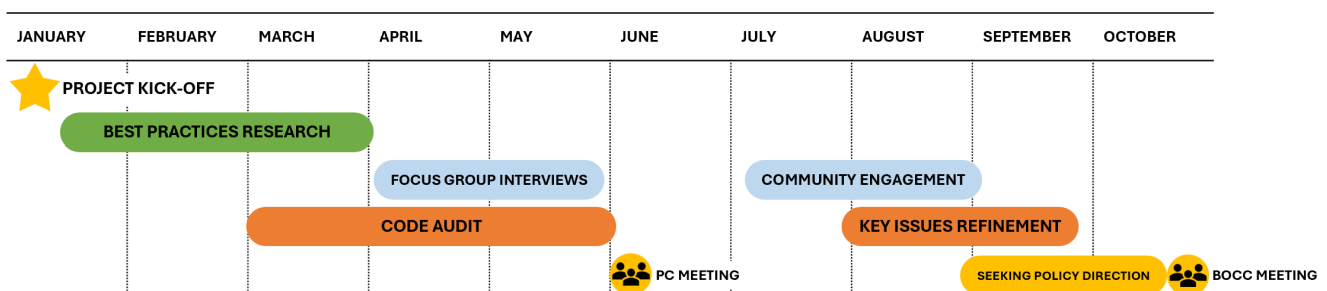 JANUARY FEBRUARY MARCH APRIL MAY JUNE JULY AUGUST SEPTEMBER OCTOBER
PROJECT KICK-OFF
BEST PRACTICES RESEARCH
FOCUS GROUP INTERVIEWS COMMUNITY ENGAGEMENT
CODE AUDIT KEY ISSUES REFINEMENT
PC MEETING SEEKING POLICY DIRECTION BOCC MEETING